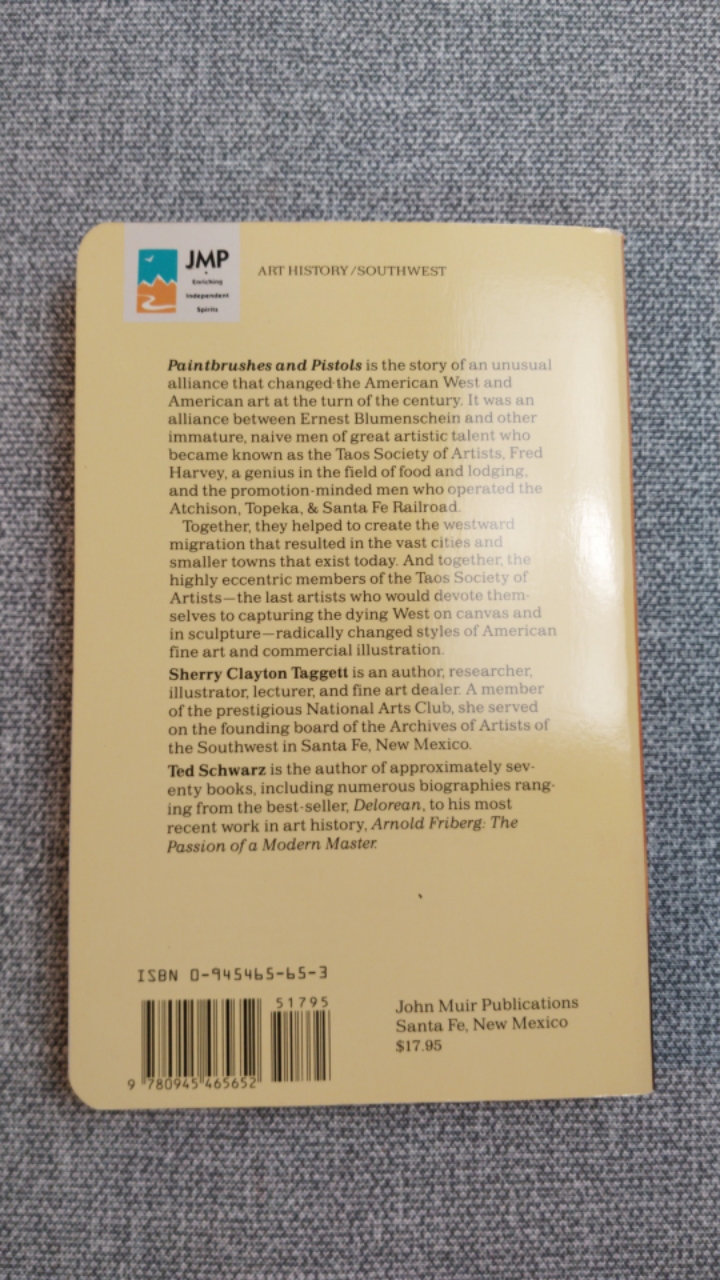 JMP
Enriching
Independent
Spirits
ART HISTORY/SOUTHWEST
Paintbrushes and Pistols is the story of an unusual
alliance that changed the American West and
American art at the turn of the century. It was an
alliance between Ernest Blumenschein and other
immature, naive men of great artistic talent who
became known as the Taos Society of Artists, Fred
Harvey, a genius in the field of food and lodging,
and the promotion-minded men who operated the
Atchison, Topeka, & Santa Fe Railroad.
Together, they helped to create the westward
migration that resulted in the vast cities and
smaller towns that exist today. And together, the
highly eccentric members of the Taos Society of
Artists—the last artists who would devote them-
selves to capturing the dying West on canvas and
in sculpture—radically changed styles of American
fine art and commercial illustration.
Sherry Clayton Taggett is an author, researcher,
illustrator, lecturer, and fine art dealer. A member
of the prestigious National Arts Club, she served
on the founding board of the Archives of Artists of
the Southwest in Santa Fe, New Mexico.
Ted Schwarz is the author of approximately sev-
enty books, including numerous biographies rang-
ing from the best-seller, Delorean, to his most
recent work in art history, Arnold Friberg: The
Passion of a Modern Master.
ISBN 0-945465-65-3
51795
9 780945 465652
John Muir Publications
Santa Fe, New Mexico
$17.95